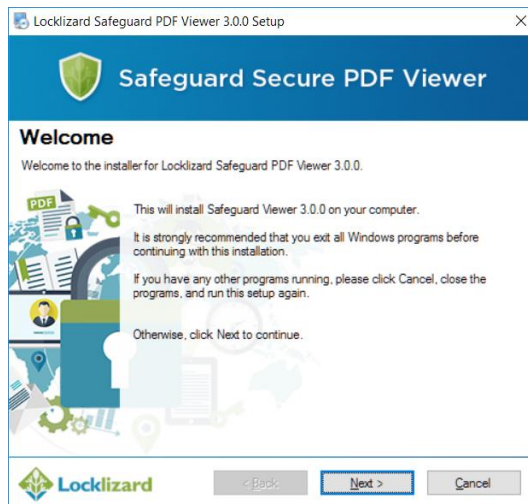 Locklizard Safeguard PDF Viewer 3.0.0 Setup
Safeguard Secure PDF Viewer
Welcome
Welcome to the installer for Locklizard Safeguard PDF Viewer 3.0.0.
PDF
This will install Safeguard Viewer 3.0.0 on your computer.
It is strongly recommended that you exit all Windows programs before
continuing with this installation.
If you have any other programs running, please click Cancel, close the
programs, and run this setup again.
Otherwise, click Next to continue.
Locklizard
< Back
Next >
Cancel